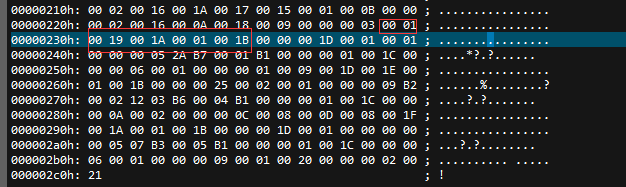 00000210h: 00 02 00 16 00 1A 00 17 00 15 00 01 00 0B 00 00 ; ................
00000220h: 00 02 00 16 00 0A 00 18 00 09 00 00 00 03 00 01 ; ................
00000230h: 00 19 00 1A 00 01 00 1B 00 00 00 1D 00 01 00 01 ; ................
00000240h: 00 00 00 05 2A B7 00 01 B1 00 00 00 01 00 1C 00 ; ....*?.?......
00000250h: 00 00 06 00 01 00 00 00 01 00 09 00 1D 00 1E 00 ; ................
00000260h: 01 00 1B 00 00 00 25 00 02 00 01 00 00 00 09 B2 ; ......%........?
00000270h: 00 02 12 03 B6 00 04 B1 00 00 00 01 00 1C 00 00 ; ....?.?.......
00000280h: 00 0A 00 02 00 00 00 0C 00 08 00 0D 00 08 00 1F ; ................
00000290h: 00 1A 00 01 00 1B 00 00 00 1D 00 01 00 00 00 00 ; ................
000002a0h: 00 05 07 B3 00 05 B1 00 00 00 01 00 1C 00 00 00 ; ...?.?........
000002b0h: 06 00 01 00 00 00 09 00 01 00 20 00 00 00 02 00 ; .......... .....
000002c0h: 21 ; !